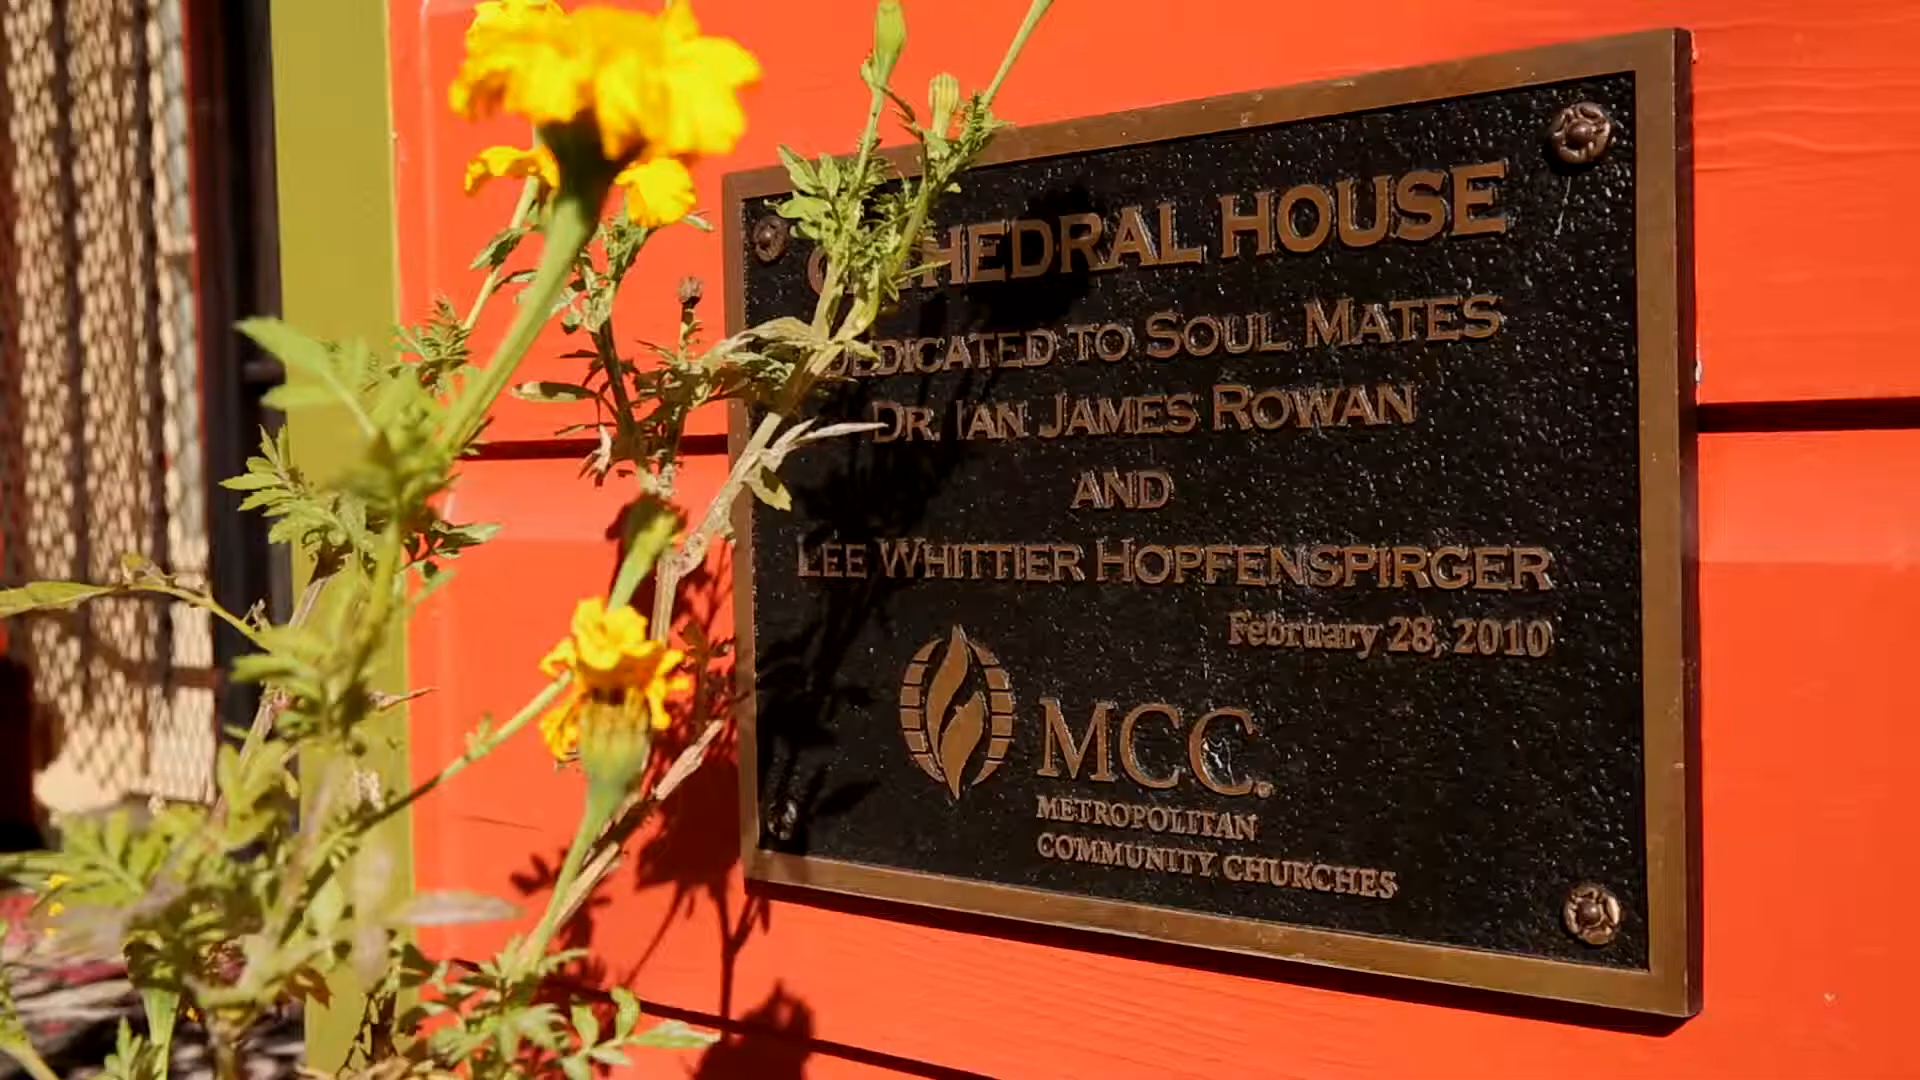 CATHEDRAL HOUSE
DEDICATED TO SOUL MATES
DR. IAN JAMES ROWAN
AND
LEE WHITTIER HOPFENSPIRGER
February 28, 2010
MCC.
METROPOLITAN
COMMUNITY CHURCHES